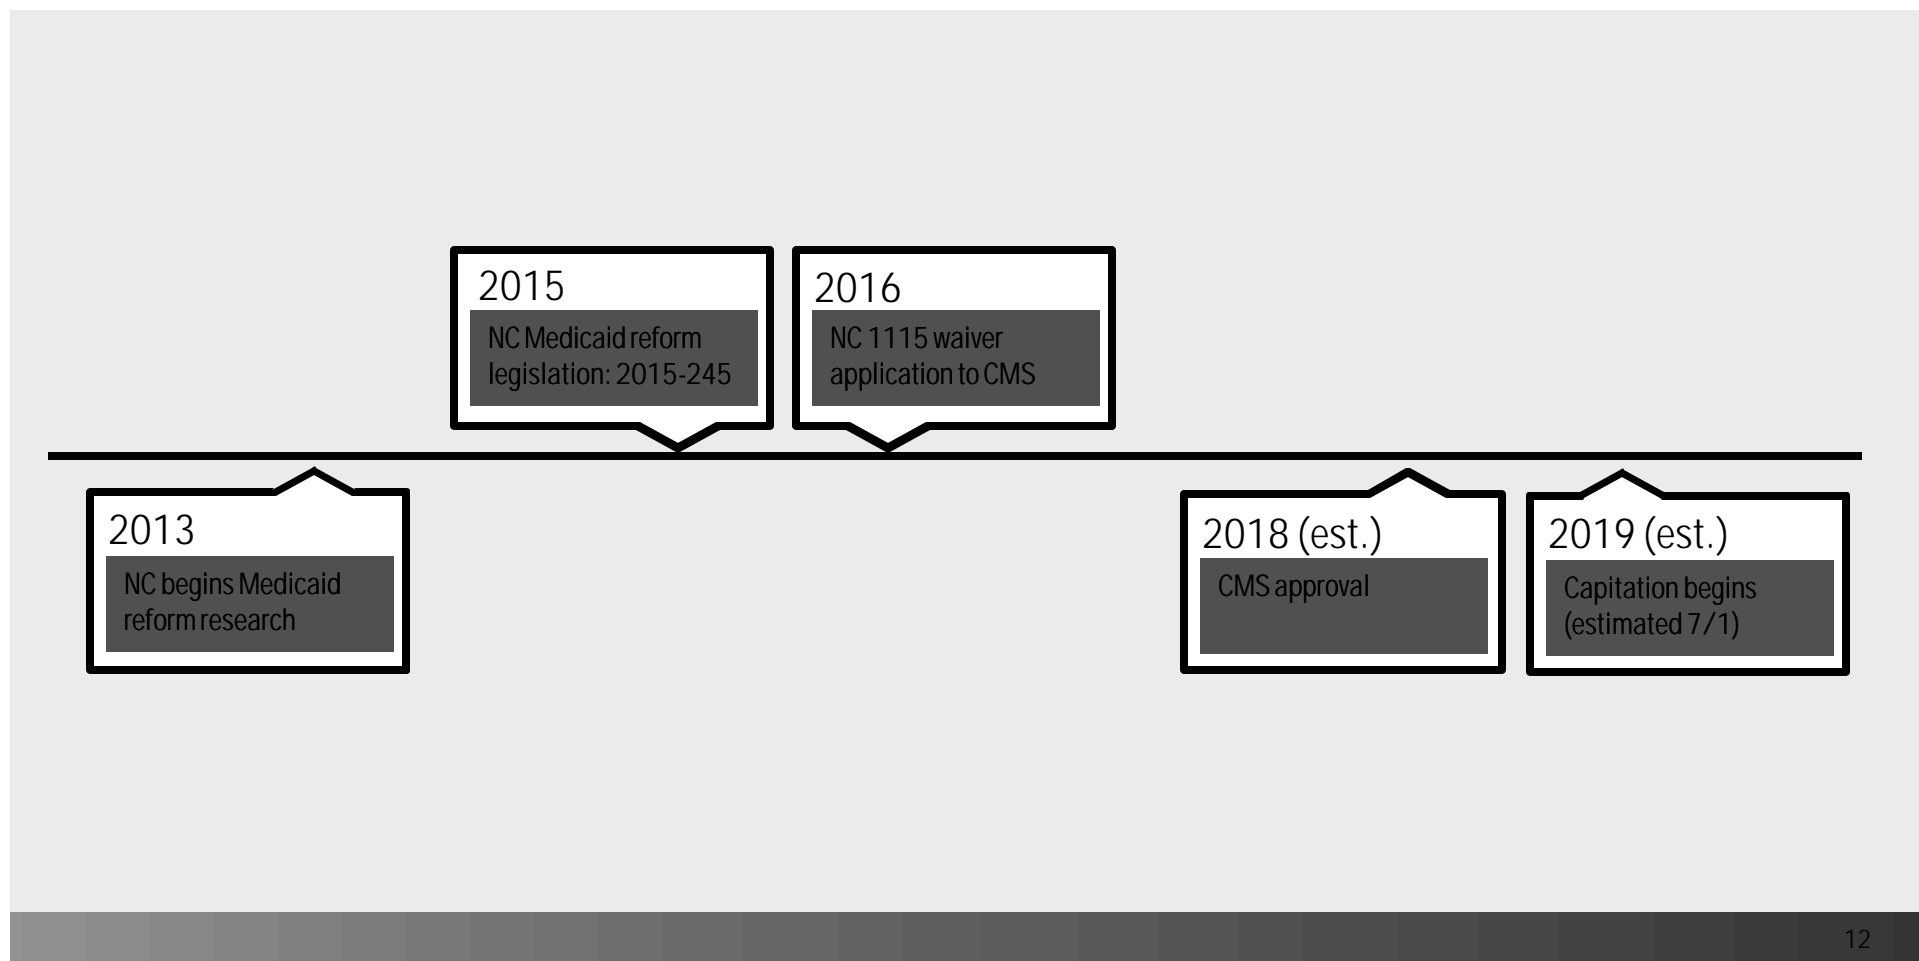 2015
NC Medicaid reform
legislation: 2015-245
2016
NC 1115 waiver
application to CMS
2013
NC begins Medicaid
reform research
2018 (est.)
CMS approval
2019 (est.)
Capitation begins
(estimated 7/1)
12